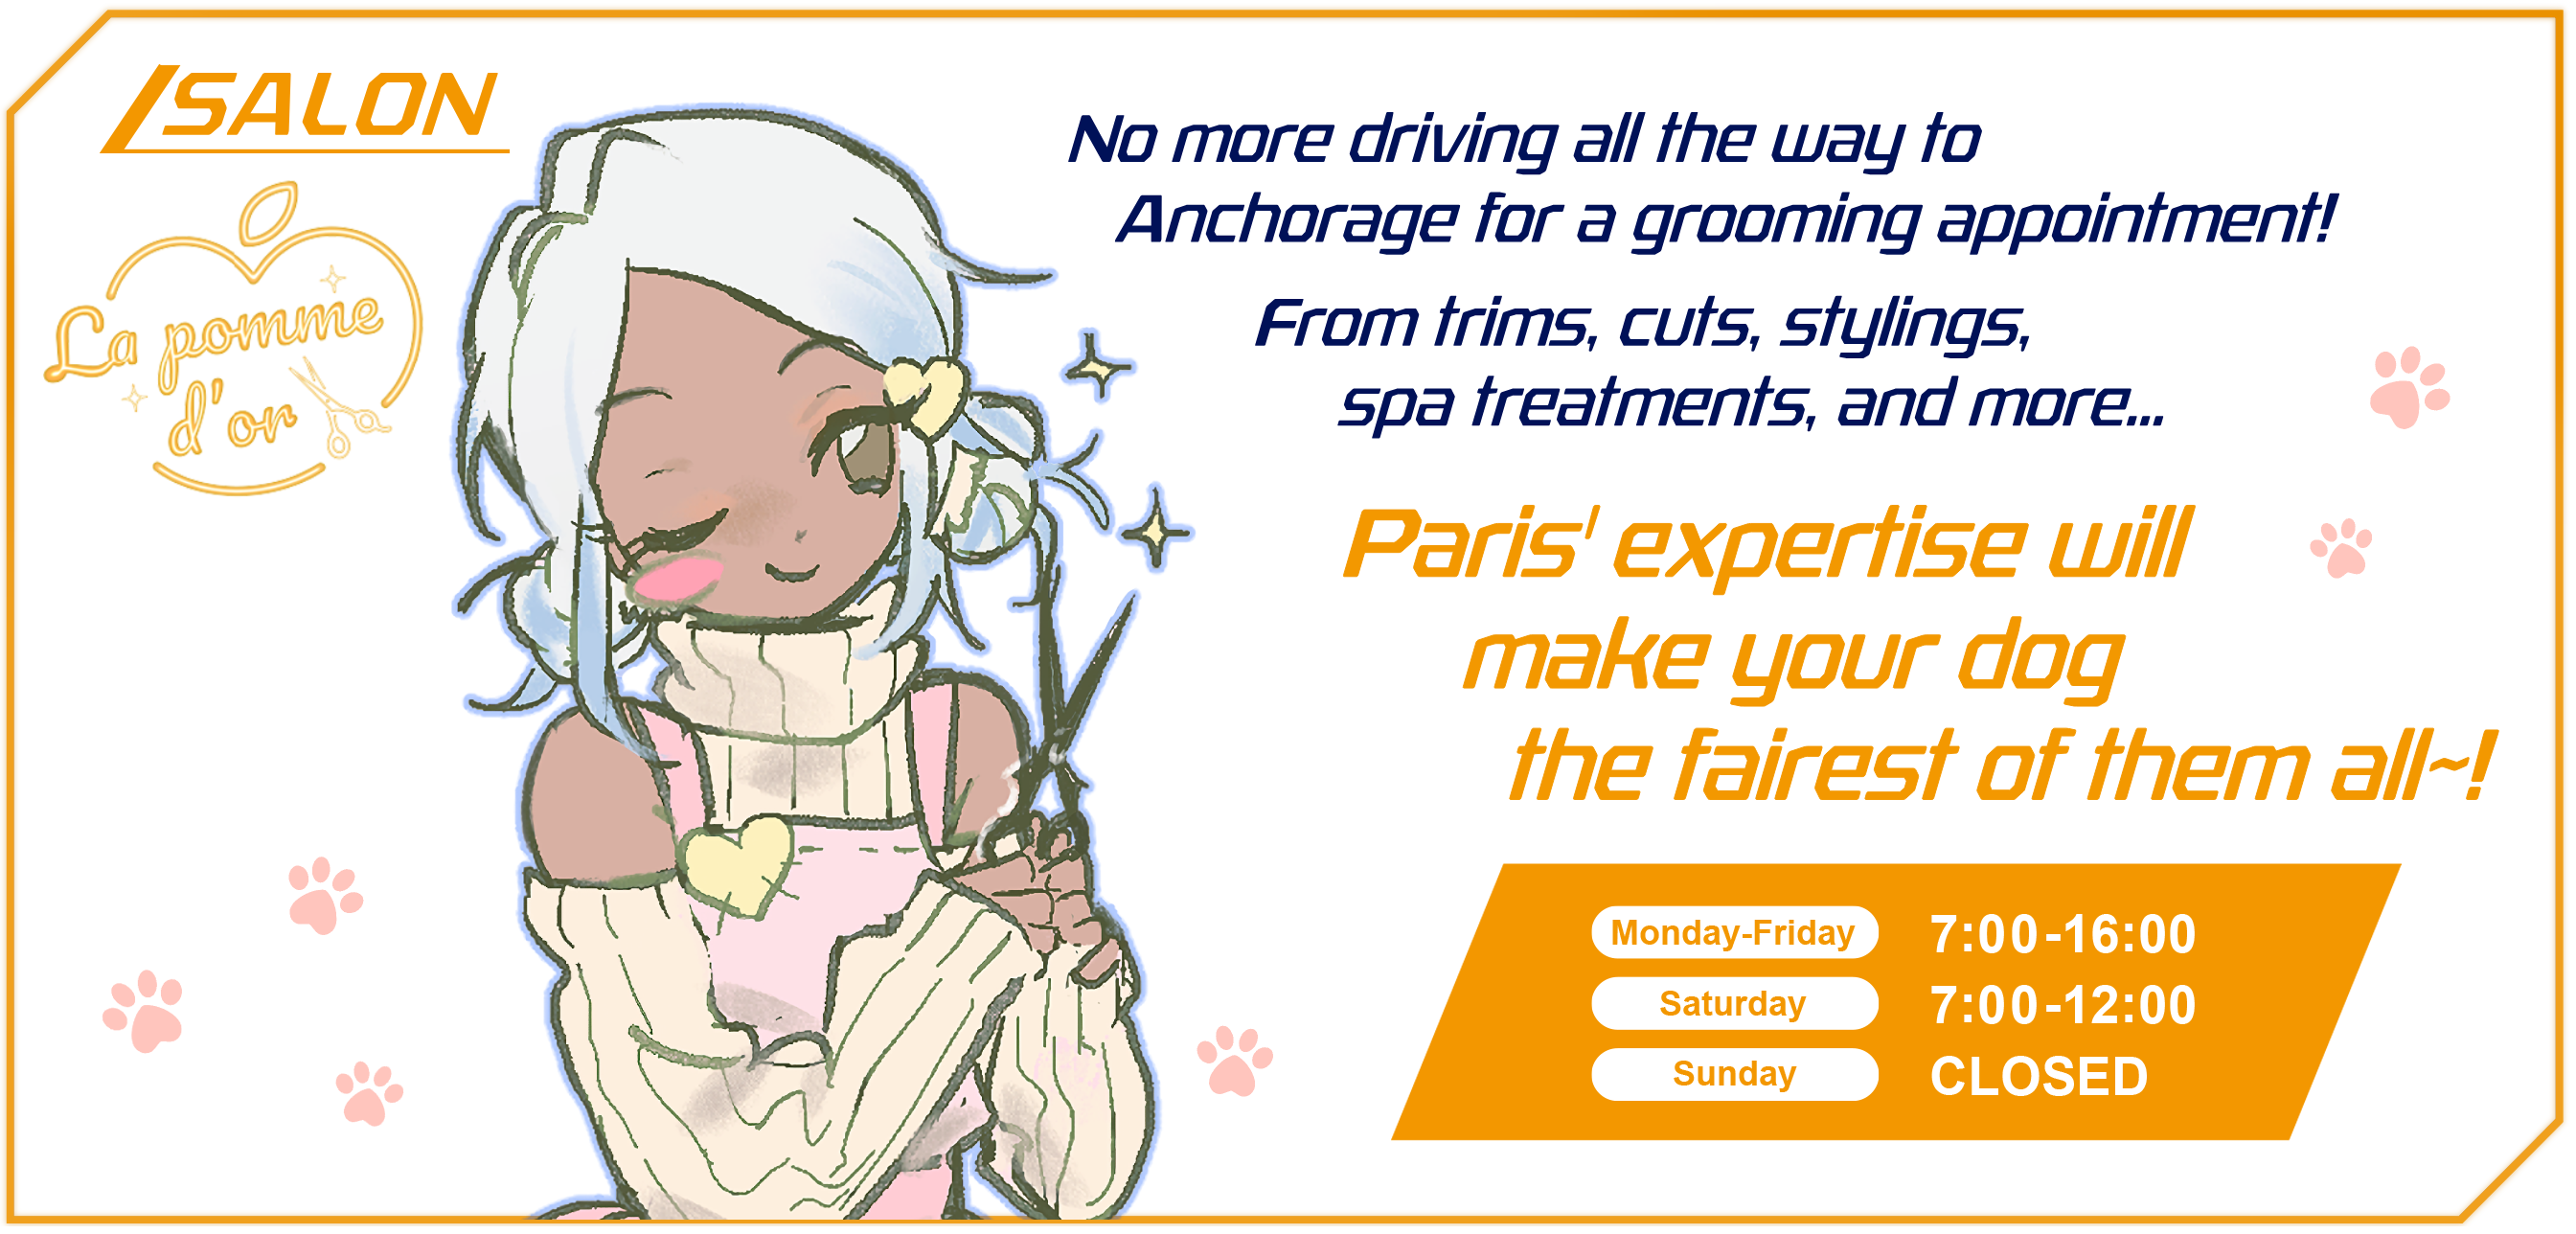 SALON
La pomme
d'or
No more driving all the way to
Anchorage for a grooming appointment!
From trims, cuts, stylings,
spa treatments, and more...
Paris' expertise will
make your dog
the fairest of them all~!
Monday-Friday 7:00-16:00
Saturday 7:00-12:00
Sunday CLOSED